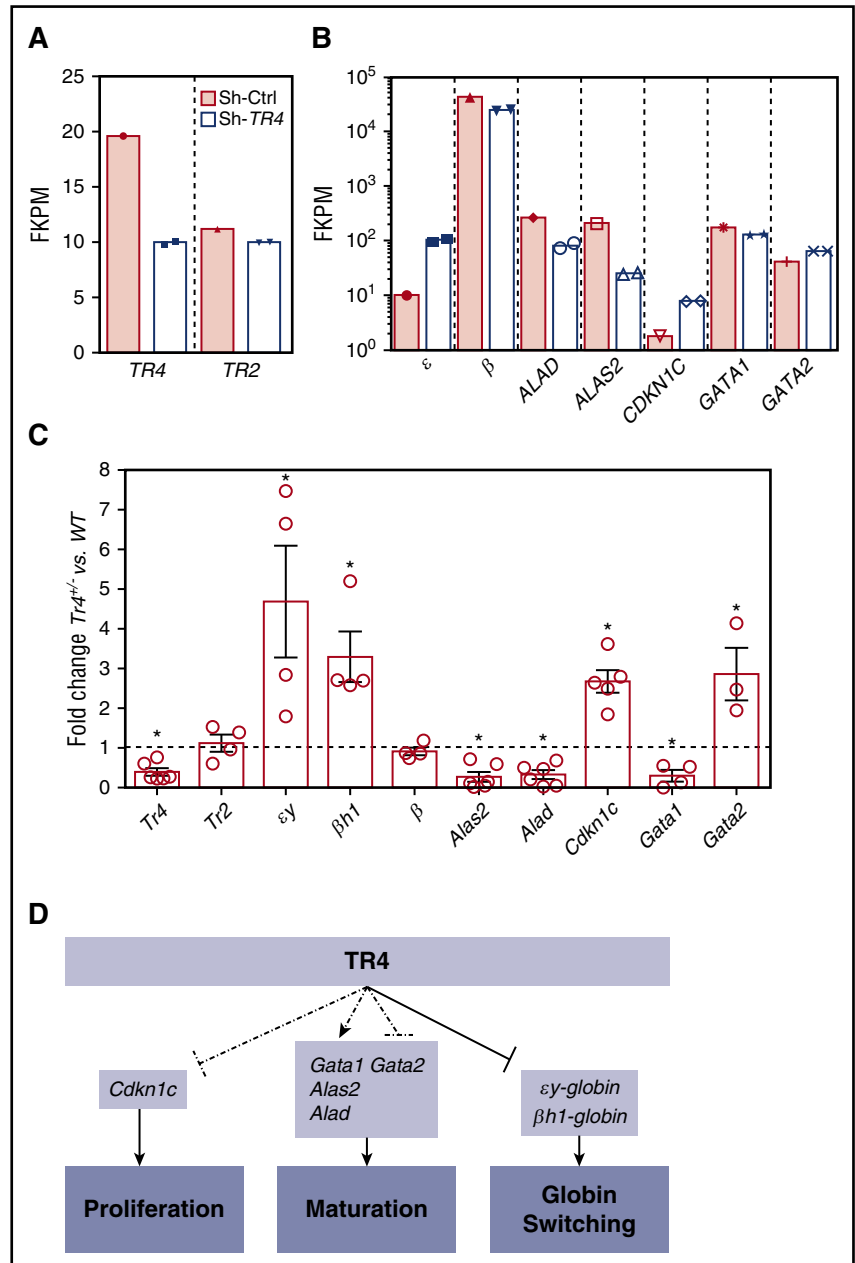 A
FKPM
25
20
15
10
5
0
Sh-Ctrl
Sh-TR4
TR4 TR2
B
FKPM
10^5
10^4
10^3
10^2
10^1
10^0
ε β ALAD ALAS2 CDKN1C GATA1 GATA2
C
Fold change Tr4+/- vs. WT
8
7
6
5
4
3
2
1
0
* * * * * * * *
Tr4 Tr2 εy βh1 β Alas2 Alad Cdkn1c Gata1 Gata2
D
TR4
Cdkn1c
Gata1 Gata2
Alas2
Alad
εy-globin
βh1-globin
Proliferation
Maturation
Globin
Switching